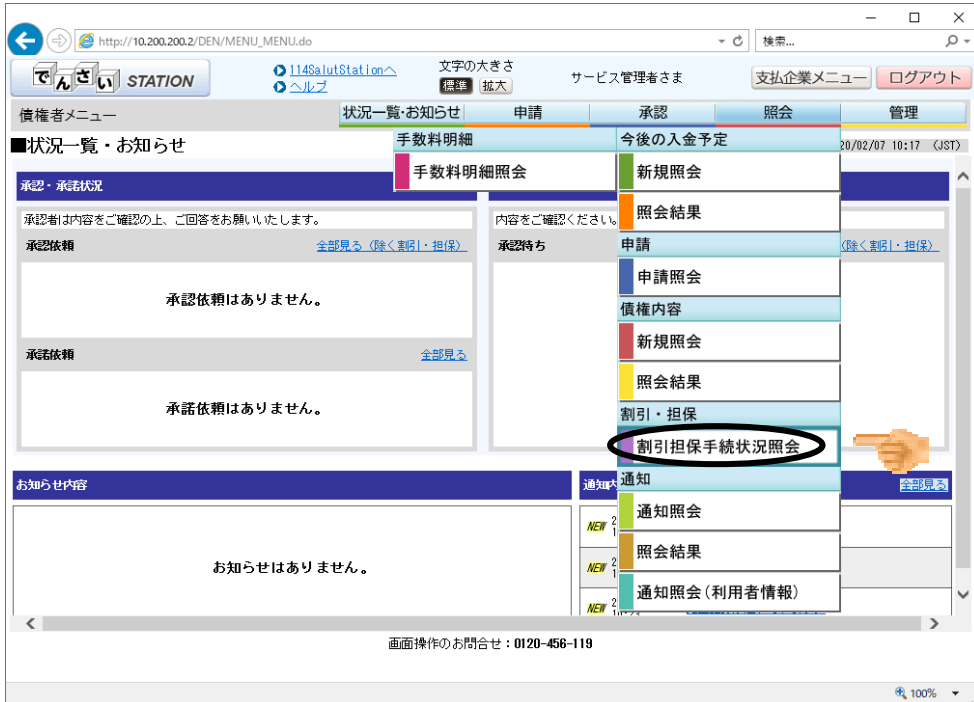 http://10.200.200.2/DEN/MENU_MENU.do
検索...
でんさい STATION
114SalutStationへ
ヘルプ
文字の大きさ
標準 拡大
サービス管理者さま
支払企業メニュー ログアウト
債権者メニュー
状況一覧・お知らせ 申請 承認 照会 管理
■状況一覧・お知らせ
20/02/07 10:17 (JST)
手数料明細
手数料明細照会
今後の入金予定
新規照会
照会結果
申請
申請照会
債権内容
新規照会
照会結果
割引・担保
割引担保手続状況照会
通知
通知照会
照会結果
通知照会(利用者情報)
承認・承諾状況
承認者は内容をご確認の上、ご回答をお願いいたします。
承認依頼 全部見る(除く割引・担保)
承認依頼はありません。
承諾依頼 全部見る
承諾依頼はありません。
内容をご確認ください。
承認待ち (除く割引・担保)
お知らせ内容
お知らせはありません。
通知 全部見る
NEW 2
NEW 2
NEW 2
画面操作のお問合せ:0120-456-119
100%